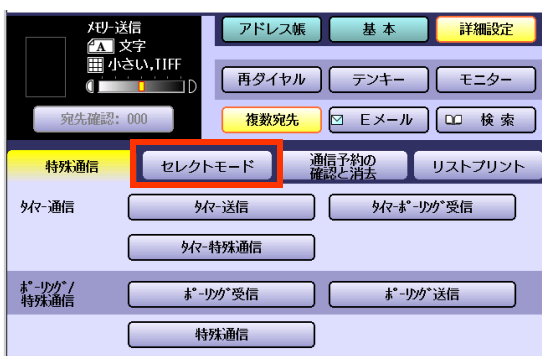 ﾒﾓﾘｰ送信
A 文字
小さい,TIFF
D
宛先確認: 000
アドレス帳
基 本
詳細設定
再ダイヤル
テンキー
モニター
複数宛先
Eメール
検 索
特殊通信
セレクトモード
通信予約の
確認と消去
リストプリント
ﾀｲﾏｰ通信
ﾀｲﾏｰ送信
ﾀｲﾏｰﾎﾟｰﾘﾝｸﾞ受信
ﾀｲﾏｰ特殊通信
ﾎﾟｰﾘﾝｸﾞ/
特殊通信
ﾎﾟｰﾘﾝｸﾞ受信
ﾎﾟｰﾘﾝｸﾞ送信
特殊通信